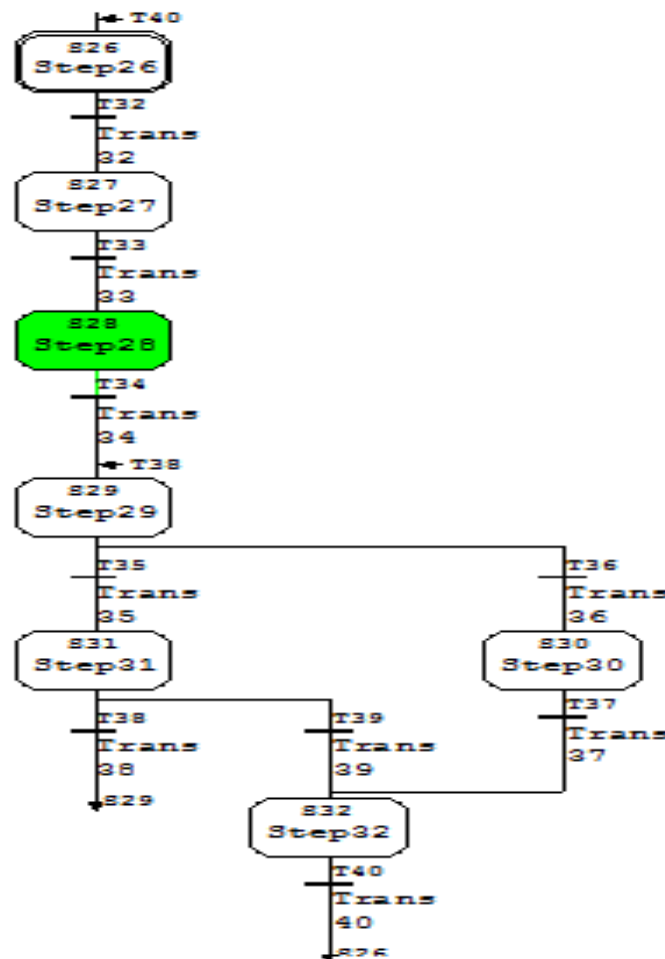 T40
S26
Step26
T32
Trans
32
S27
Step27
T33
Trans
33
S28
Step28
T34
Trans
34
T38
S29
Step29
T35
Trans
35
T36
Trans
36
S31
Step31
S30
Step30
T38
Trans
38
T39
Trans
39
T37
Trans
37
S29
S32
Step32
T40
Trans
40
S26